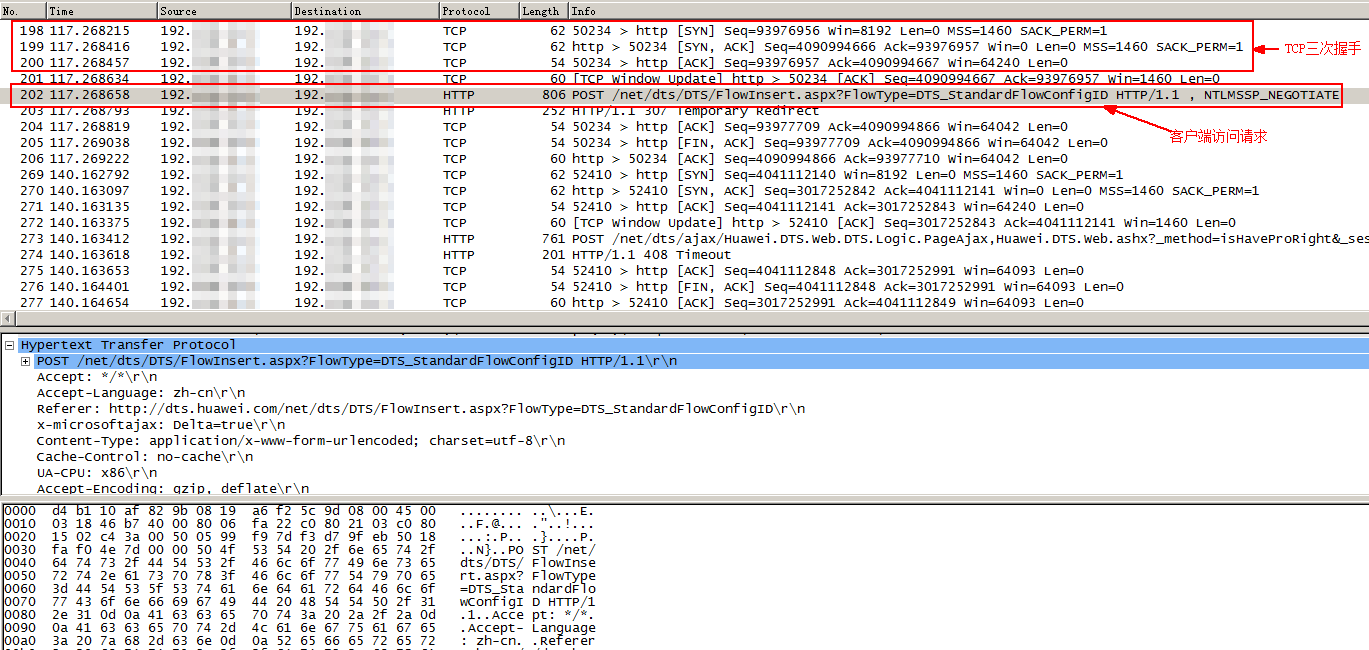 No. Time Source Destination Protocol Length Info
198 117.268215 192. 192. TCP 62 50234 > http [SYN] Seq=93976956 Win=8192 Len=0 MSS=1460 SACK_PERM=1
199 117.268416 192. 192. TCP 62 http > 50234 [SYN, ACK] Seq=4090994666 Ack=93976957 Win=0 Len=0 MSS=1460 SACK_PERM=1 TCP三次握手
200 117.268457 192. 192. TCP 54 50234 > http [ACK] Seq=93976957 Ack=4090994667 Win=64240 Len=0
201 117.268634 192. 192. TCP 60 [TCP Window Update] http > 50234 [ACK] Seq=4090994667 Ack=93976957 Win=1460 Len=0
202 117.268658 192. 192. HTTP 806 POST /net/dts/DTS/FlowInsert.aspx?FlowType=DTS_StandardFlowConfigID HTTP/1.1 , NTLMSSP_NEGOTIATE
203 117.268793 192. 192. HTTP 252 HTTP/1.1 307 Temporary Redirect
204 117.268819 192. 192. TCP 54 50234 > http [ACK] Seq=93977709 Ack=4090994866 Win=64042 Len=0
客户端访问请求
205 117.269038 192. 192. TCP 54 50234 > http [FIN, ACK] Seq=93977709 Ack=4090994866 Win=64042 Len=0
206 117.269222 192. 192. TCP 60 http > 50234 [ACK] Seq=4090994866 Ack=93977710 Win=64042 Len=0
269 140.162792 192. 192. TCP 62 52410 > http [SYN] Seq=4041112140 Win=8192 Len=0 MSS=1460 SACK_PERM=1
270 140.163097 192. 192. TCP 62 http > 52410 [SYN, ACK] Seq=3017252842 Ack=4041112141 Win=0 Len=0 MSS=1460 SACK_PERM=1
271 140.163135 192. 192. TCP 54 52410 > http [ACK] Seq=4041112141 Ack=3017252843 Win=64240 Len=0
272 140.163375 192. 192. TCP 60 [TCP Window Update] http > 52410 [ACK] Seq=3017252843 Ack=4041112141 Win=1460 Len=0
273 140.163412 192. 192. HTTP 761 POST /net/dts/ajax/Huawei.DTS.Web.DTS.Logic.PageAjax,Huawei.DTS.Web.ashx?_method=isHaveProRight&_ses
274 140.163618 192. 192. HTTP 201 HTTP/1.1 408 Timeout
275 140.163653 192. 192. TCP 54 52410 > http [ACK] Seq=4041112848 Ack=3017252991 Win=64093 Len=0
276 140.164401 192. 192. TCP 54 52410 > http [FIN, ACK] Seq=4041112848 Ack=3017252991 Win=64093 Len=0
277 140.164654 192. 192. TCP 60 http > 52410 [ACK] Seq=3017252991 Ack=4041112849 Win=64093 Len=0
Hypertext Transfer Protocol
POST /net/dts/DTS/FlowInsert.aspx?FlowType=DTS_StandardFlowConfigID HTTP/1.1\r\n
Accept: */*\r\n
Accept-Language: zh-cn\r\n
Referer: http://dts.huawei.com/net/dts/DTS/FlowInsert.aspx?FlowType=DTS_StandardFlowConfigID\r\n
x-microsoftajax: Delta=true\r\n
Content-Type: application/x-www-form-urlencoded; charset=utf-8\r\n
Cache-Control: no-cache\r\n
UA-CPU: x86\r\n
Accept-Encoding: gzip, deflate\r\n
0000 d4 b1 10 af 82 9b 08 19 a6 f2 5c 9d 08 00 45 00 ........ ..\...E.
0010 03 18 46 b7 40 00 80 06 fa 22 c0 80 21 03 c0 80 ..F.@... ."..!...
0020 15 02 c4 3a 00 50 05 99 f9 7d f3 d7 9f eb 50 18 ...:.P.. .}....P.
0030 fa f0 4e 7d 00 00 50 4f 53 54 20 2f 6e 65 74 2f ..N}..PO ST /net/
0040 64 74 73 2f 44 54 53 2f 46 6c 6f 77 49 6e 73 65 dts/DTS/ FlowInse
0050 72 74 2e 61 73 70 78 3f 46 6c 6f 77 54 79 70 65 rt.aspx? FlowType
0060 3d 44 54 53 5f 53 74 61 6e 64 61 72 64 46 6c 6f =DTS_Sta ndardFlo
0070 77 43 6f 6e 66 69 67 49 44 20 48 54 54 50 2f 31 wConfigI D HTTP/1
0080 2e 31 0d 0a 41 63 63 65 70 74 3a 20 2a 2f 2a 0d .1..Acce pt: */*.
0090 0a 41 63 63 65 70 74 2d 4c 61 6e 67 75 61 67 65 .Accept- Language
00a0 3a 20 7a 68 2d 63 6e 0d 0a 52 65 66 65 72 65 72 : zh-cn. .Referer